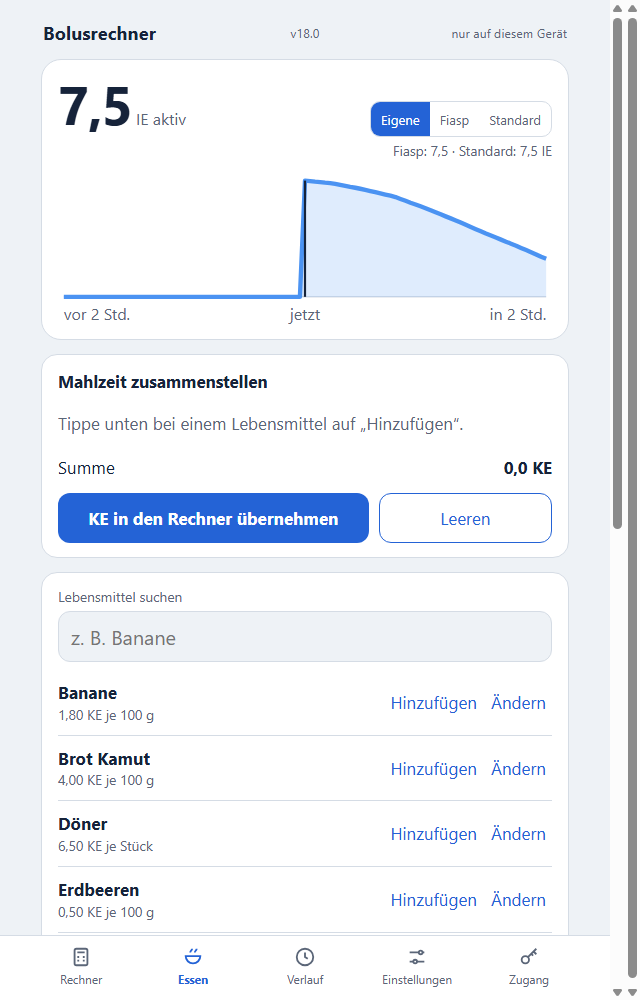 Bolusrechner v18.0 nur auf diesem Gerät
7,5 IE aktiv
Eigene Fiasp Standard
Fiasp: 7,5 · Standard: 7,5 IE
vor 2 Std. jetzt in 2 Std.
Mahlzeit zusammenstellen
Tippe unten bei einem Lebensmittel auf „Hinzufügen“.
Summe 0,0 KE
KE in den Rechner übernehmen Leeren
Lebensmittel suchen
z. B. Banane
Banane
1,80 KE je 100 g
Hinzufügen Ändern
Brot Kamut
4,00 KE je 100 g
Hinzufügen Ändern
Döner
6,50 KE je Stück
Hinzufügen Ändern
Erdbeeren
0,50 KE je 100 g
Hinzufügen Ändern
Rechner Essen Verlauf Einstellungen Zugang